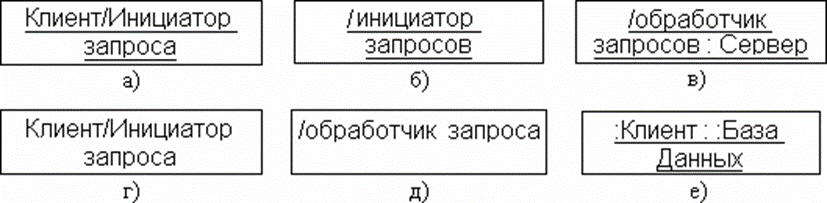 Клиент/Инициатор
запроса
а)
/инициатор
запросов
б)
/обработчик
запросов : Сервер
в)
Клиент/Инициатор
запроса
г)
/обработчик запроса
д)
:Клиент : :База
Данных
е)